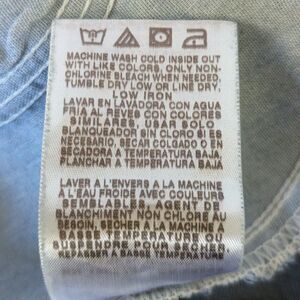 MACHINE WASH COLD INSIDE OUT
WITH LIKE COLORS, ONLY NON-
CHLORINE BLEACH WHEN NEEDED,
TUMBLE DRY LOW OR LINE DRY,
LOW IRON
LAVAR EN LAVADORA CON AGUA
FRIA AL REVES CON COLORES
SIMILARES, USAR SOLO
BLANQUEADOR SIN CLORO SI ES
NECESARIO, SECAR COLGADO O EN
SECADORA A TEMPERATURA BAJA,
PLANCHAR A TEMPERATURA BAJA
LAVER A L'ENVERS A LA MACHINE
A L'EAU FROIDE AVEC COULEURS
SEMBLABLES, AGENT DE
BLANCHIMENT NON CHLORE AU
BESOIN, SECHER A LA MACHINE A
BASSE TEMPERATURE OU
SUSPENDRE POUR SECHER